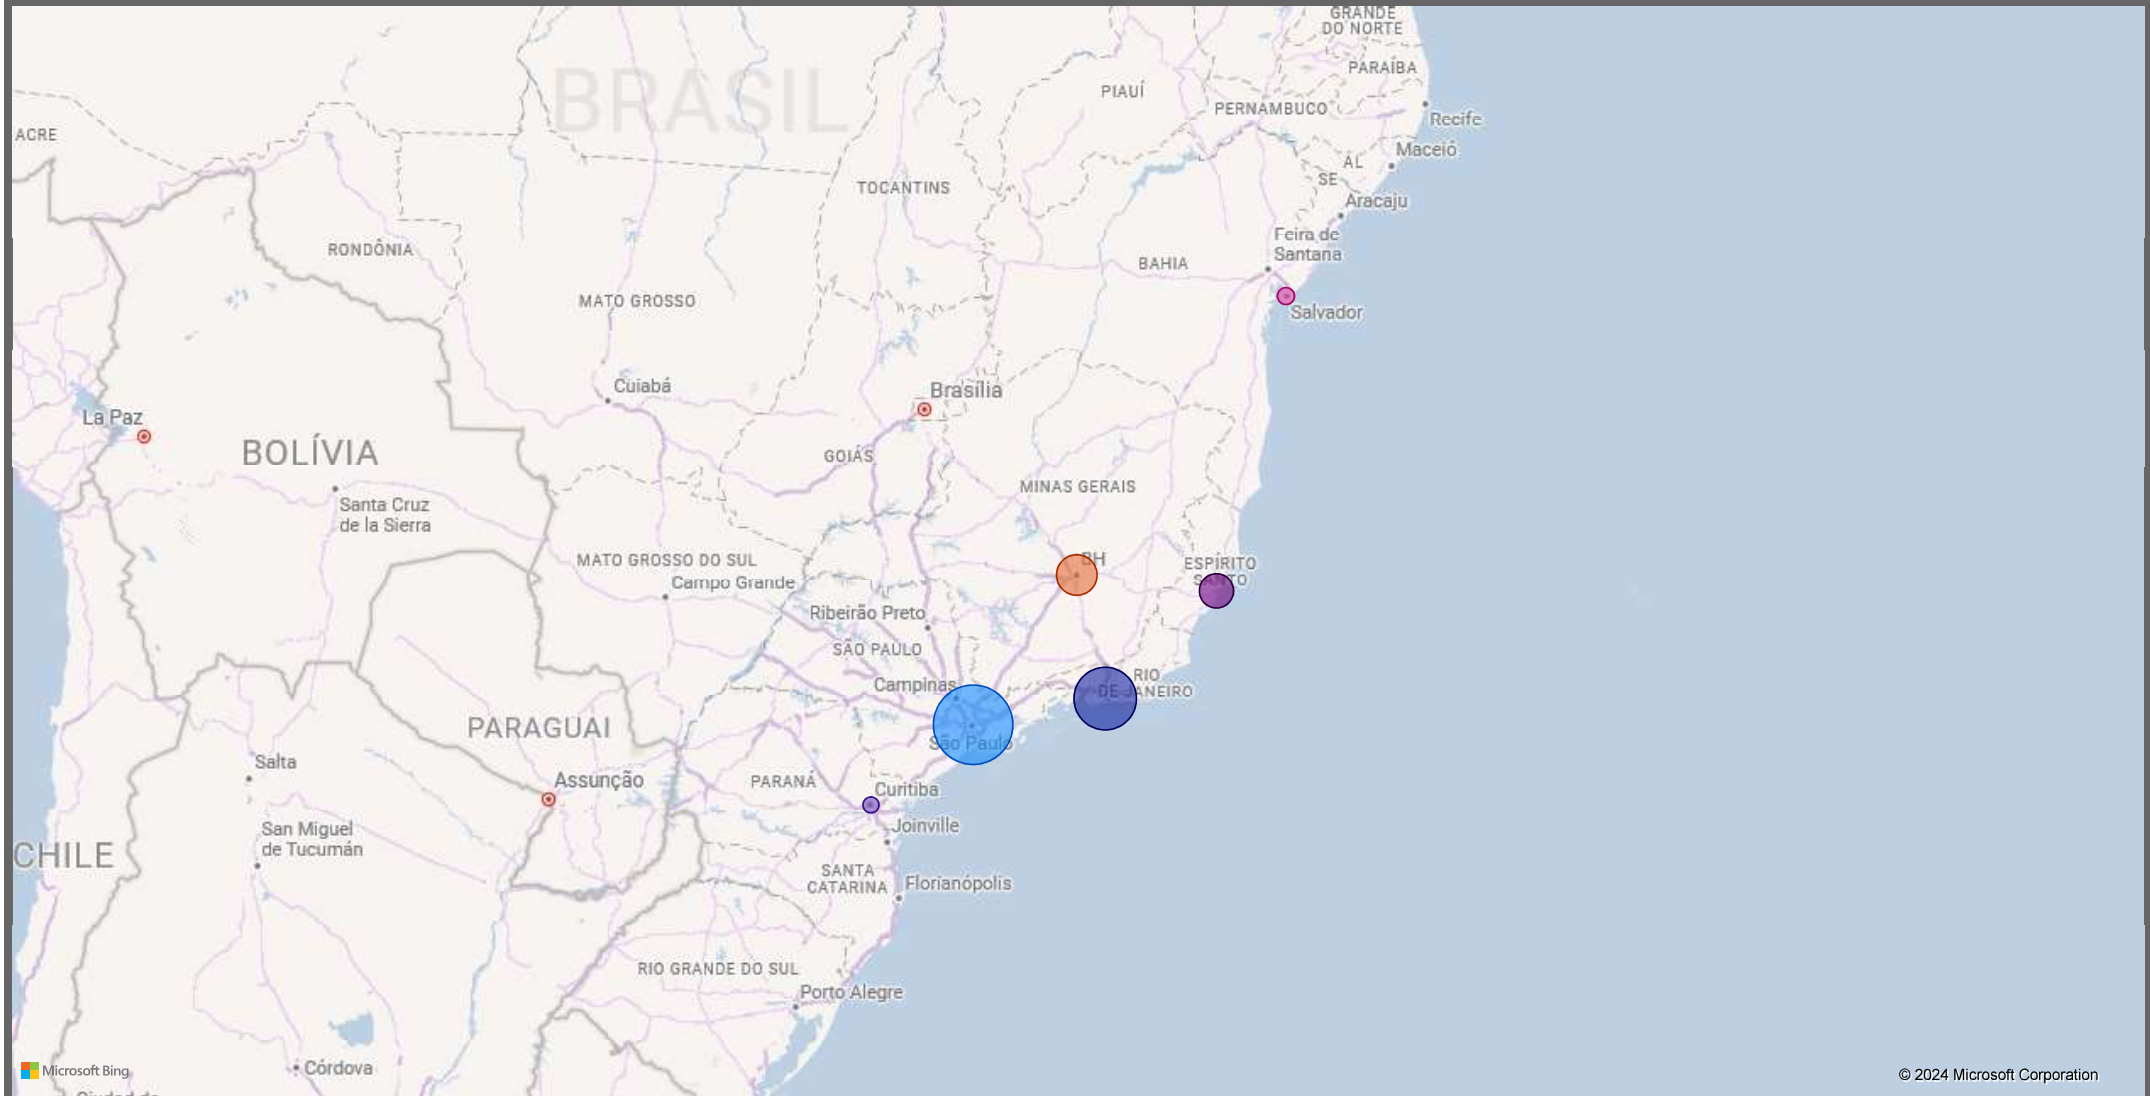 GRANDE
DO NORTE
BRASIL
PARAÍBA
PIAUÍ
PERNAMBUCO
Recife
ACRE
Maceió
AL
SE
TOCANTINS
Aracaju
Feira de
Santana
RONDÔNIA
BAHIA
MATO GROSSO
Salvador
Cuiabá
Brasília
La Paz
BOLÍVIA
GOIÁS
MINAS GERAIS
Santa Cruz
de la Sierra
MATO GROSSO DO SUL
BH
ESPÍRITO
SANTO
Campo Grande
Ribeirão Preto
SÃO PAULO
Campinas
RIO
DE JANEIRO
PARAGUAI
São Paulo
Salta
Assunção
PARANÁ
Curitiba
San Miguel
de Tucumán
Joinville
CHILE
SANTA
CATARINA
Florianópolis
RIO GRANDE DO SUL
Porto Alegre
Córdova
Microsoft Bing
© 2024 Microsoft Corporation
Ciudad de